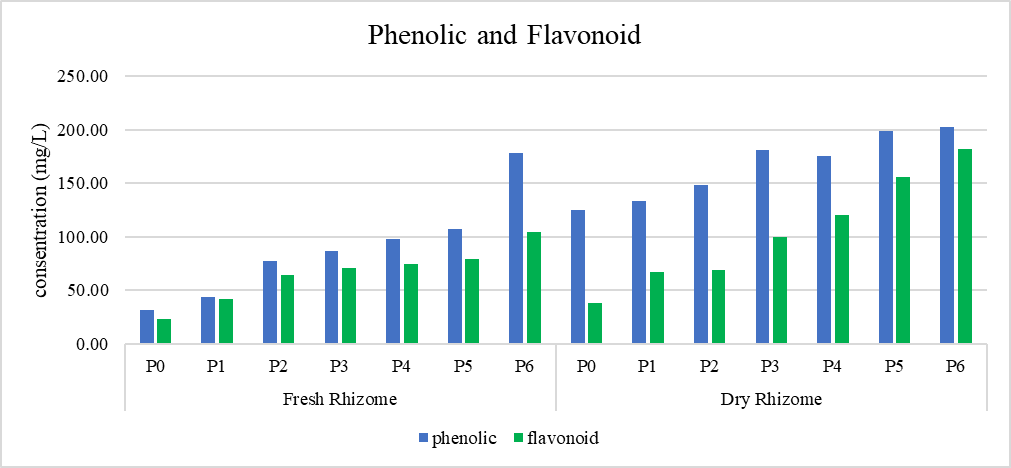 Phenolic and Flavonoid
consentration (mg/L)
250.00
200.00
150.00
100.00
50.00
0.00
P0 P1 P2 P3 P4 P5 P6 P0 P1 P2 P3 P4 P5 P6
Fresh Rhizome Dry Rhizome
phenolic flavonoid